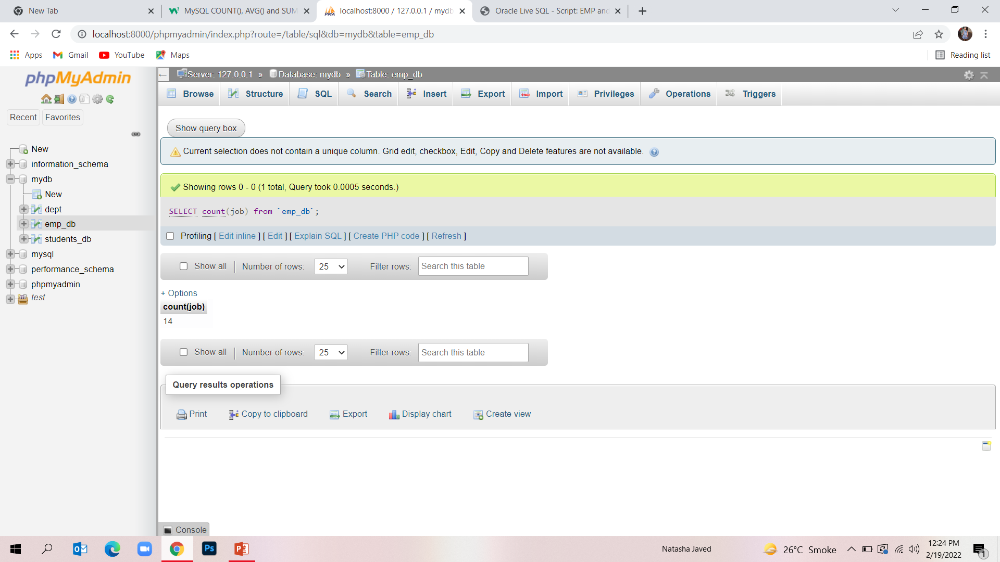 New Tab
MySQL COUNT(), AVG() and SUM
localhost:8000 / 127.0.0.1 / mydb
Oracle Live SQL - Script: EMP and
localhost:8000/phpmyadmin/index.php?route=/table/sql&db=mydb&table=emp_db
Apps Gmail YouTube Maps Reading list
phpMyAdmin
Recent Favorites
New
information_schema
mydb
New
dept
emp_db
students_db
mysql
performance_schema
phpmyadmin
test
Server: 127.0.0.1 » Database: mydb » Table: emp_db
Browse Structure SQL Search Insert Export Import Privileges Operations Triggers
Show query box
Current selection does not contain a unique column. Grid edit, checkbox, Edit, Copy and Delete features are not available.
Showing rows 0 - 0 (1 total, Query took 0.0005 seconds.)
SELECT count(job) from `emp_db`;
Profiling [ Edit inline ] [ Edit ] [ Explain SQL ] [ Create PHP code ] [ Refresh ]
Show all Number of rows: 25 Filter rows: Search this table
+ Options
count(job)
14
Show all Number of rows: 25 Filter rows: Search this table
Query results operations
Print Copy to clipboard Export Display chart Create view
Console
Natasha Javed
26°C Smoke
12:24 PM
2/19/2022
1